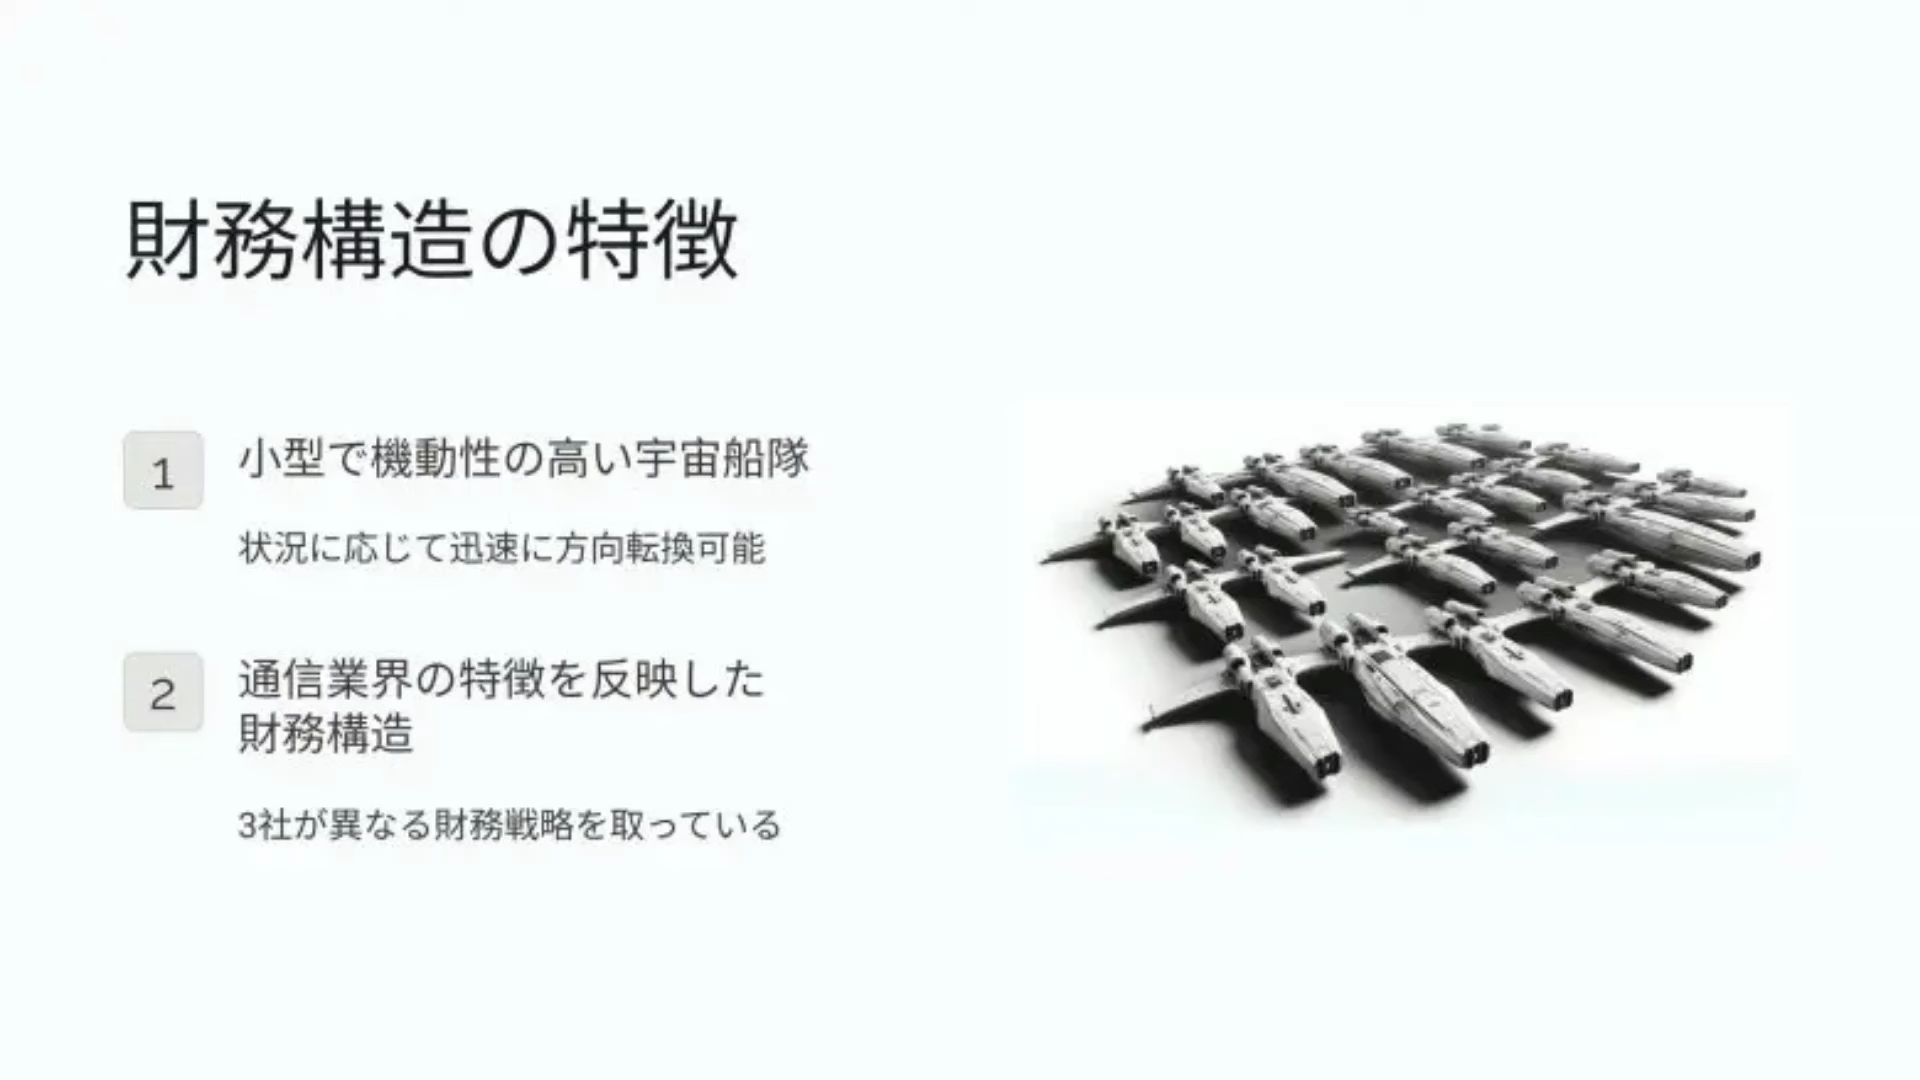 財務構造の特徴
1
小型で機動性の高い宇宙船隊
状況に応じて迅速に方向転換可能
2
通信業界の特徴を反映した
財務構造
3社が異なる財務戦略を取っている